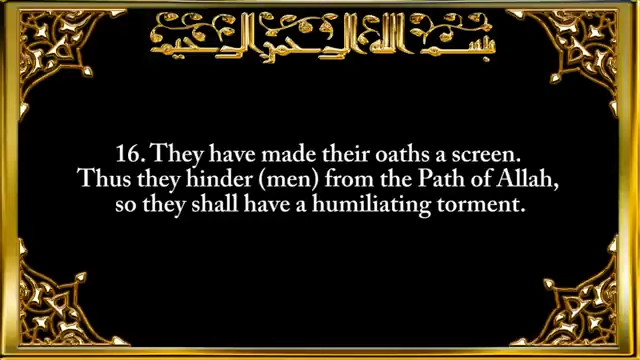 بسم الله الرحمن الرحيم
16. They have made their oaths a screen.
Thus they hinder (men) from the Path of Allah,
so they shall have a humiliating torment.